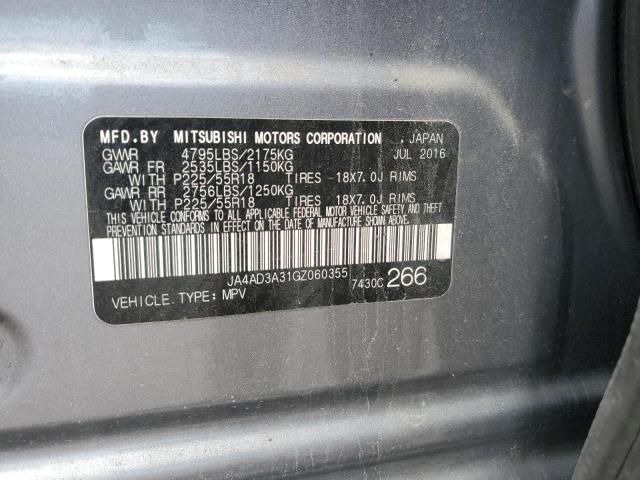 MFD.BY MITSUBISHI MOTORS CORPORATION , JAPAN
GVWR 4795LBS/2175KG JUL 2016
GAWR FR 2535LBS/1150KG
WITH P225/55R18 TIRES -18X7.0J RIMS
GAWR RR 2756LBS/1250KG
WITH P225/55R18 TIRES -18X7.0J RIMS
THIS VEHICLE CONFORMS TO ALL APPLICABLE FEDERAL MOTOR VEHICLE SAFETY AND THEFT
PREVENTION STANDARDS IN EFFECT ON THE DATE OF MANUFACTURE SHOWN ABOVE.
JA4AD3A31GZ060355 7430C 266
VEHICLE.TYPE: MPV